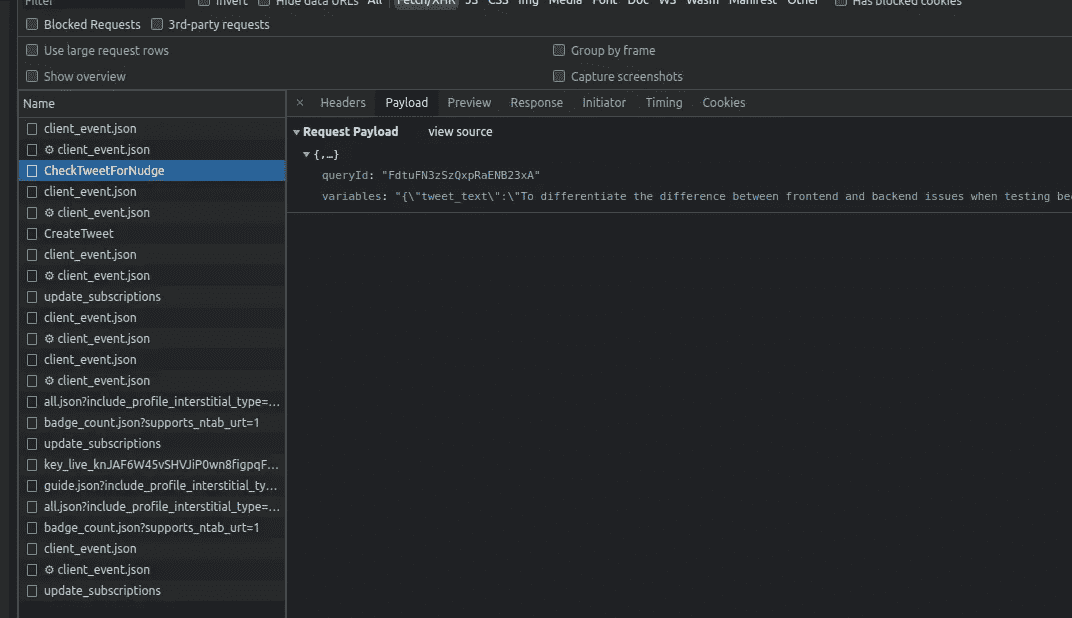 Filter Invert Hide data URLs All Fetch/XHR JS CSS Img Media Font Doc WS Wasm Manifest Other Has blocked cookies
Blocked Requests 3rd-party requests
Use large request rows Group by frame
Show overview Capture screenshots
Name × Headers Payload Preview Response Initiator Timing Cookies
client_event.json
client_event.json
CheckTweetForNudge
client_event.json
client_event.json
CreateTweet
client_event.json
client_event.json
update_subscriptions
client_event.json
client_event.json
client_event.json
client_event.json
all.json?include_profile_interstitial_type=...
badge_count.json?supports_ntab_urt=1
update_subscriptions
key_live_knJAF6W45vSHVJiP0wn8figpqF...
guide.json?include_profile_interstitial_ty...
all.json?include_profile_interstitial_type=...
badge_count.json?supports_ntab_urt=1
client_event.json
client_event.json
update_subscriptions
Request Payload view source
{,…}
queryId: "FdtuFN3zSzQxpRaENB23xA"
variables: "{\"tweet_text\":\"To differentiate the difference between frontend and backend issues when testing bec